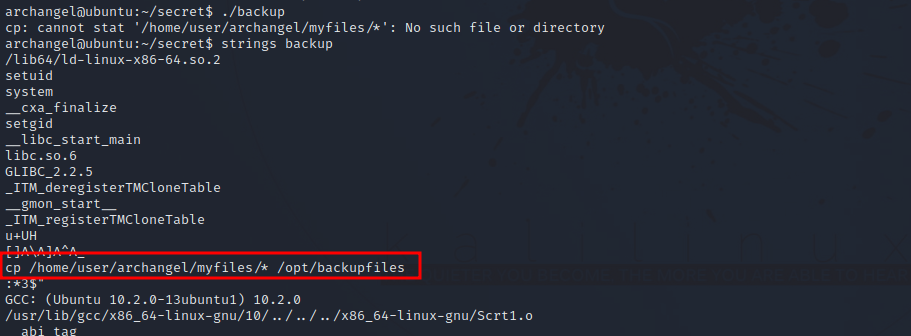 archangel@ubuntu:~/secret$ ./backup
cp: cannot stat '/home/user/archangel/myfiles/*': No such file or directory
archangel@ubuntu:~/secret$ strings backup
/lib64/ld-linux-x86-64.so.2
setuid
system
__cxa_finalize
setgid
__libc_start_main
libc.so.6
GLIBC_2.2.5
_ITM_deregisterTMCloneTable
__gmon_start__
_ITM_registerTMCloneTable
u+UH
[]A\A]A^A_
cp /home/user/archangel/myfiles/* /opt/backupfiles
:*3$"
GCC: (Ubuntu 10.2.0-13ubuntu1) 10.2.0
/usr/lib/gcc/x86_64-linux-gnu/10/../../../x86_64-linux-gnu/Scrt1.o
__abi_tag